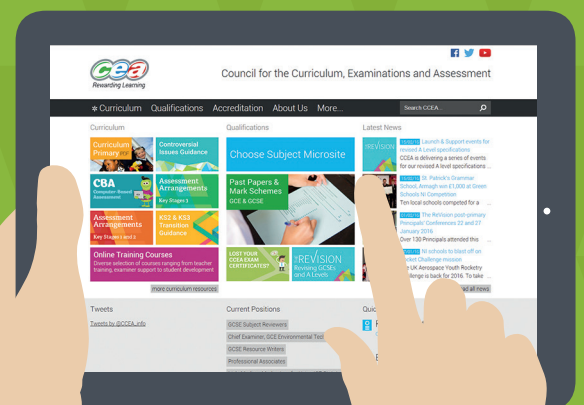 cea
Rewarding Learning
Council for the Curriculum, Examinations and Assessment
Curriculum Qualifications Accreditation About Us More...
Search CCEA..
Curriculum
Curriculum
Primary
Controversial
Issues Guidance
CBA
Computer-Based
Assessment
Assessment
Arrangements
Key Stages 3
Assessment
Arrangements
Key Stages 1 and 2
KS2 & KS3
Transition
Guidance
Online Training Courses
Diverse selection of courses ranging from teacher
training, examiner support to student development
more curriculum resources
Qualifications
Choose Subject Microsite
Past Papers &
Mark Schemes
GCE & GCSE
LOST YOUR
CCEA EXAM
CERTIFICATES?
REVISION
Revising GCSEs
and A Levels
Latest News
REVISION
Launch & Support events for
revised A Level specifications
CCEA is delivering a series of events
for our revised A level specifications ...
St. Patrick's Grammar
School, Armagh win £1,000 at Green
Schools NI Competition
Ten local schools competed for a ...
The Revision post-primary
Principals' Conferences 22 and 27
January 2016
Over 130 Principals attended this ...
NI schools to blast off on
Challenge mission
UK Aerospace Youth Rocketry
is back for 2016. To take ...
all news
Tweets
Tweets by @CCEA_info
Current Positions
GCSE Subject Reviewers
Chief Examiner, GCE Environmental
GCSE Resource Writers
Professional Associates